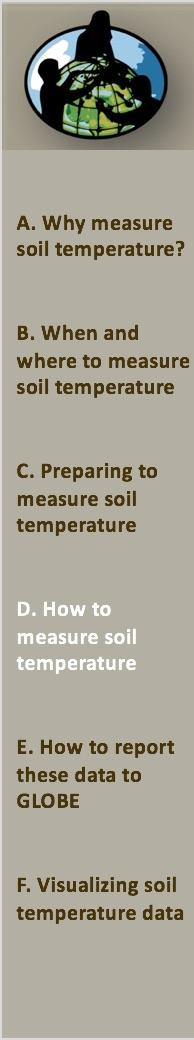 A. Why measure
soil temperature?
B. When and
where to measure
soil temperature
C. Preparing to
measure soil
temperature
D. How to
measure soil
temperature
E. How to report
these data to
GLOBE
F. Visualizing soil
temperature data